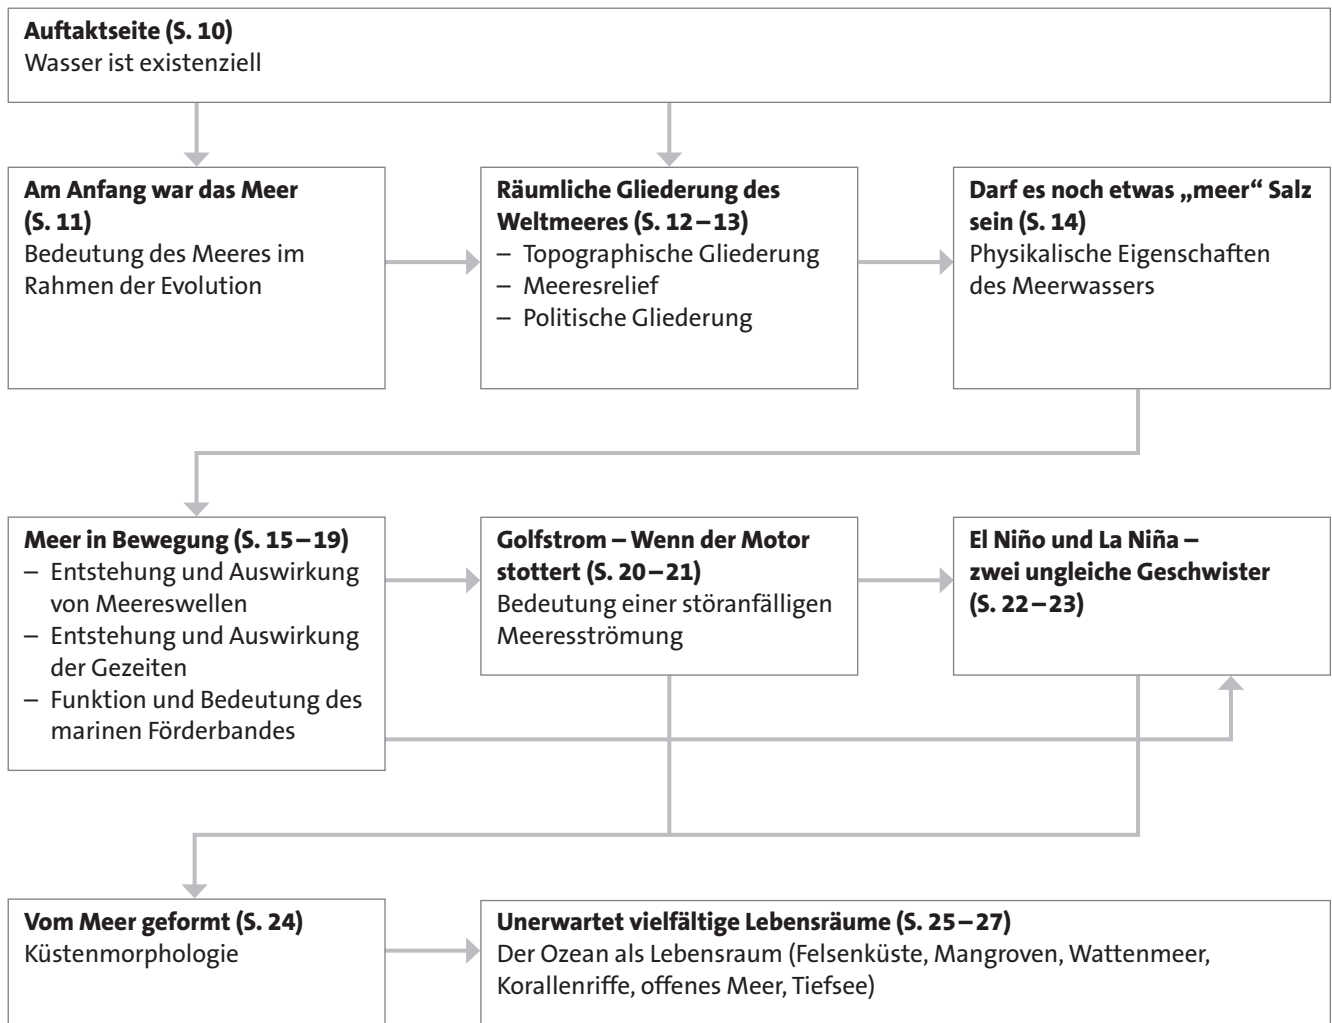 Auftaktseite (S. 10)
Wasser ist existenziell
Am Anfang war das Meer
(S. 11)
Bedeutung des Meeres im
Rahmen der Evolution
Räumliche Gliederung des
Weltmeeres (S. 12–13)
– Topographische Gliederung
– Meeresrelief
– Politische Gliederung
Darf es noch etwas „meer“ Salz
sein (S. 14)
Physikalische Eigenschaften
des Meerwassers
Meer in Bewegung (S. 15–19)
– Entstehung und Auswirkung
von Meereswellen
– Entstehung und Auswirkung
der Gezeiten
– Funktion und Bedeutung des
marinen Förderbandes
Golfstrom – Wenn der Motor
stottert (S. 20–21)
Bedeutung einer störanfälligen
Meeresströmung
El Niño und La Niña –
zwei ungleiche Geschwister
(S. 22–23)
Vom Meer geformt (S. 24)
Küstenmorphologie
Unerwartet vielfältige Lebensräume (S. 25–27)
Der Ozean als Lebensraum (Felsenküste, Mangroven, Wattenmeer,
Korallenriffe, offenes Meer, Tiefsee)